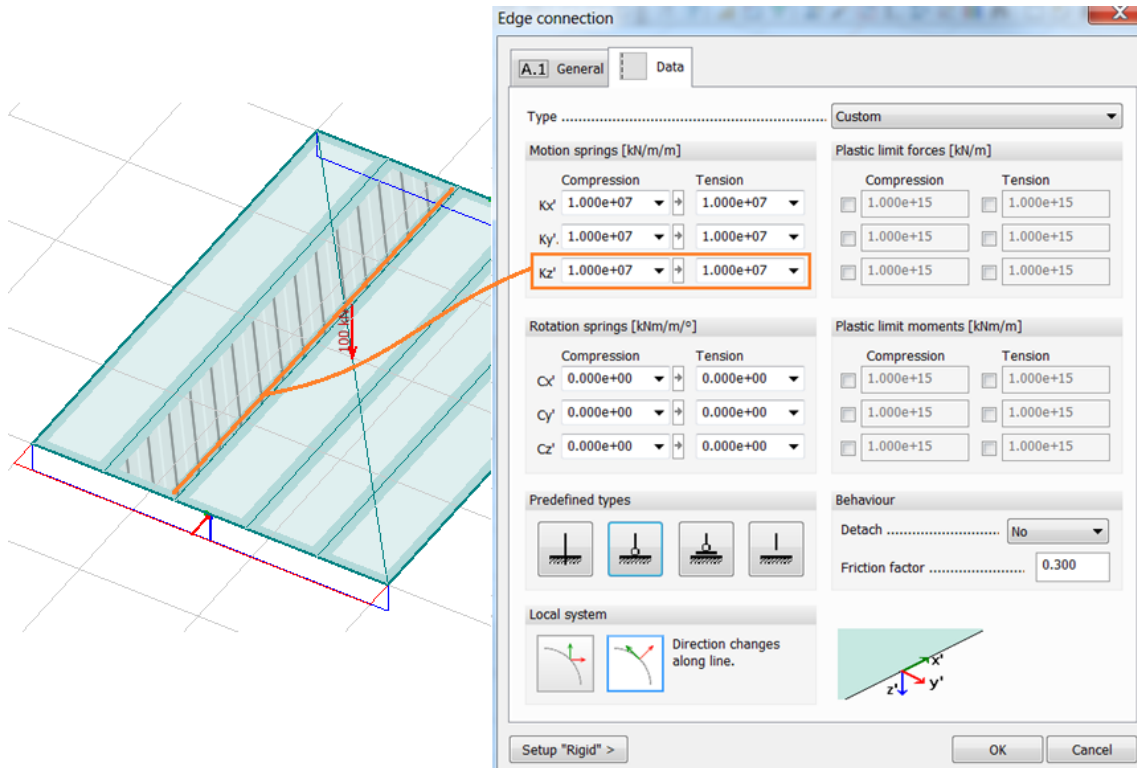 Edge connection
A.1 General
Data
Type
Custom
Motion springs [kN/m/m]
Plastic limit forces [kN/m]
Compression Tension
Compression Tension
Kx' 1.000e+07 1.000e+07
1.000e+15 1.000e+15
Ky'. 1.000e+07 1.000e+07
1.000e+15 1.000e+15
Kz' 1.000e+07 1.000e+07
1.000e+15 1.000e+15
100 kN
Rotation springs [kNm/m/°]
Plastic limit moments [kNm/m]
Compression Tension
Compression Tension
Cx' 0.000e+00 0.000e+00
1.000e+15 1.000e+15
Cy' 0.000e+00 0.000e+00
1.000e+15 1.000e+15
Cz' 0.000e+00 0.000e+00
1.000e+15 1.000e+15
Predefined types
Behaviour
Detach No
Friction factor 0.300
Local system
Direction changes
along line.
x'
y'
z'
Setup "Rigid" >
OK
Cancel